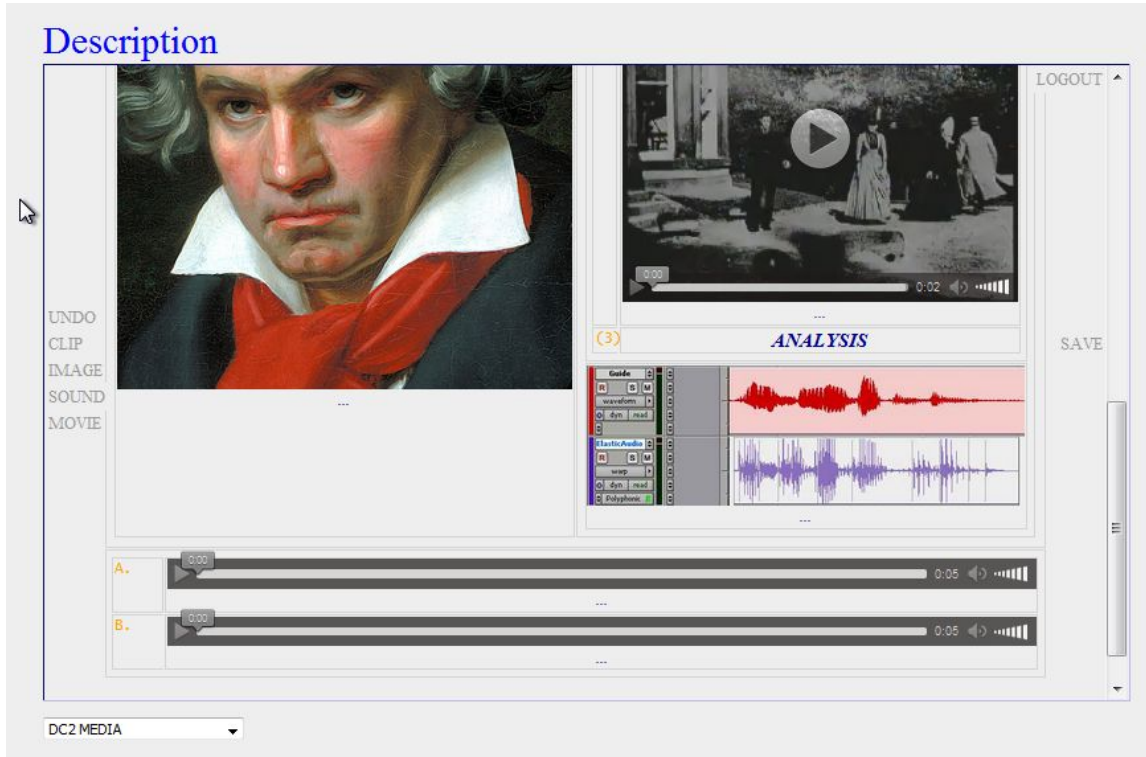 Description
LOGOUT
0:00
0:02
---
UNDO
CLIP
IMAGE
SOUND
MOVIE
(3)
ANALYSIS
SAVE
---
Guide
R S M
waveform
dyn read
ElasticAudio
R S M
warp
dyn read
Polyphonic
---
A.
0:00
0:05
---
B.
0:00
0:05
---
DC2 MEDIA